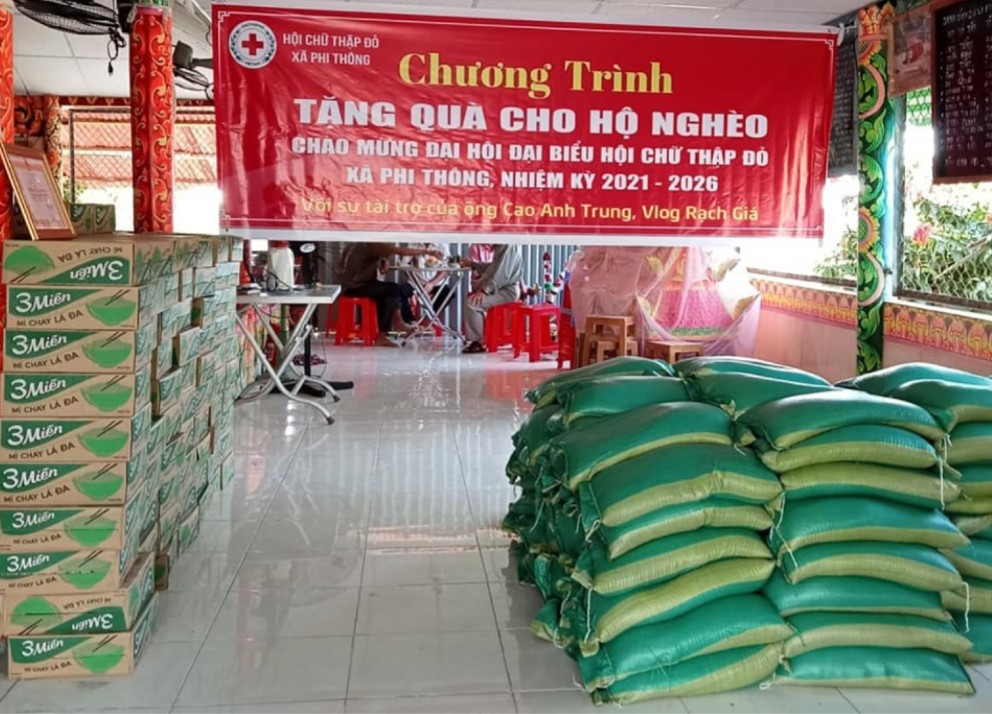 HỘI CHỮ THẬP ĐỎ
XÃ PHI THÔNG
Chương Trình
TẶNG QUÀ CHO HỘ NGHÈO
CHÀO MỪNG ĐẠI HỘI ĐẠI BIỂU HỘI CHỮ THẬP ĐỎ
XÃ PHI THÔNG, NHIỆM KỲ 2021 - 2026
Với sự tài trợ của ông Cao Anh Trung, Vlog Rạch Giá
MÌ CHAY LÁ ĐA
3Miền
3Miền
MÌ CHAY LÁ ĐA
3Miền
MÌ CHAY LÁ ĐA
3Miền
MÌ CHAY LÁ ĐA
3Miền
MÌ CHAY LÁ ĐA
3Miền
MÌ CHAY LÁ ĐA
3Miền
MÌ CHAY LÁ ĐA
3Miền
MÌ CHAY LÁ ĐA
MÌ CHAY LÁ ĐA
3Miền
3Miền
MÌ CHAY LÁ ĐA